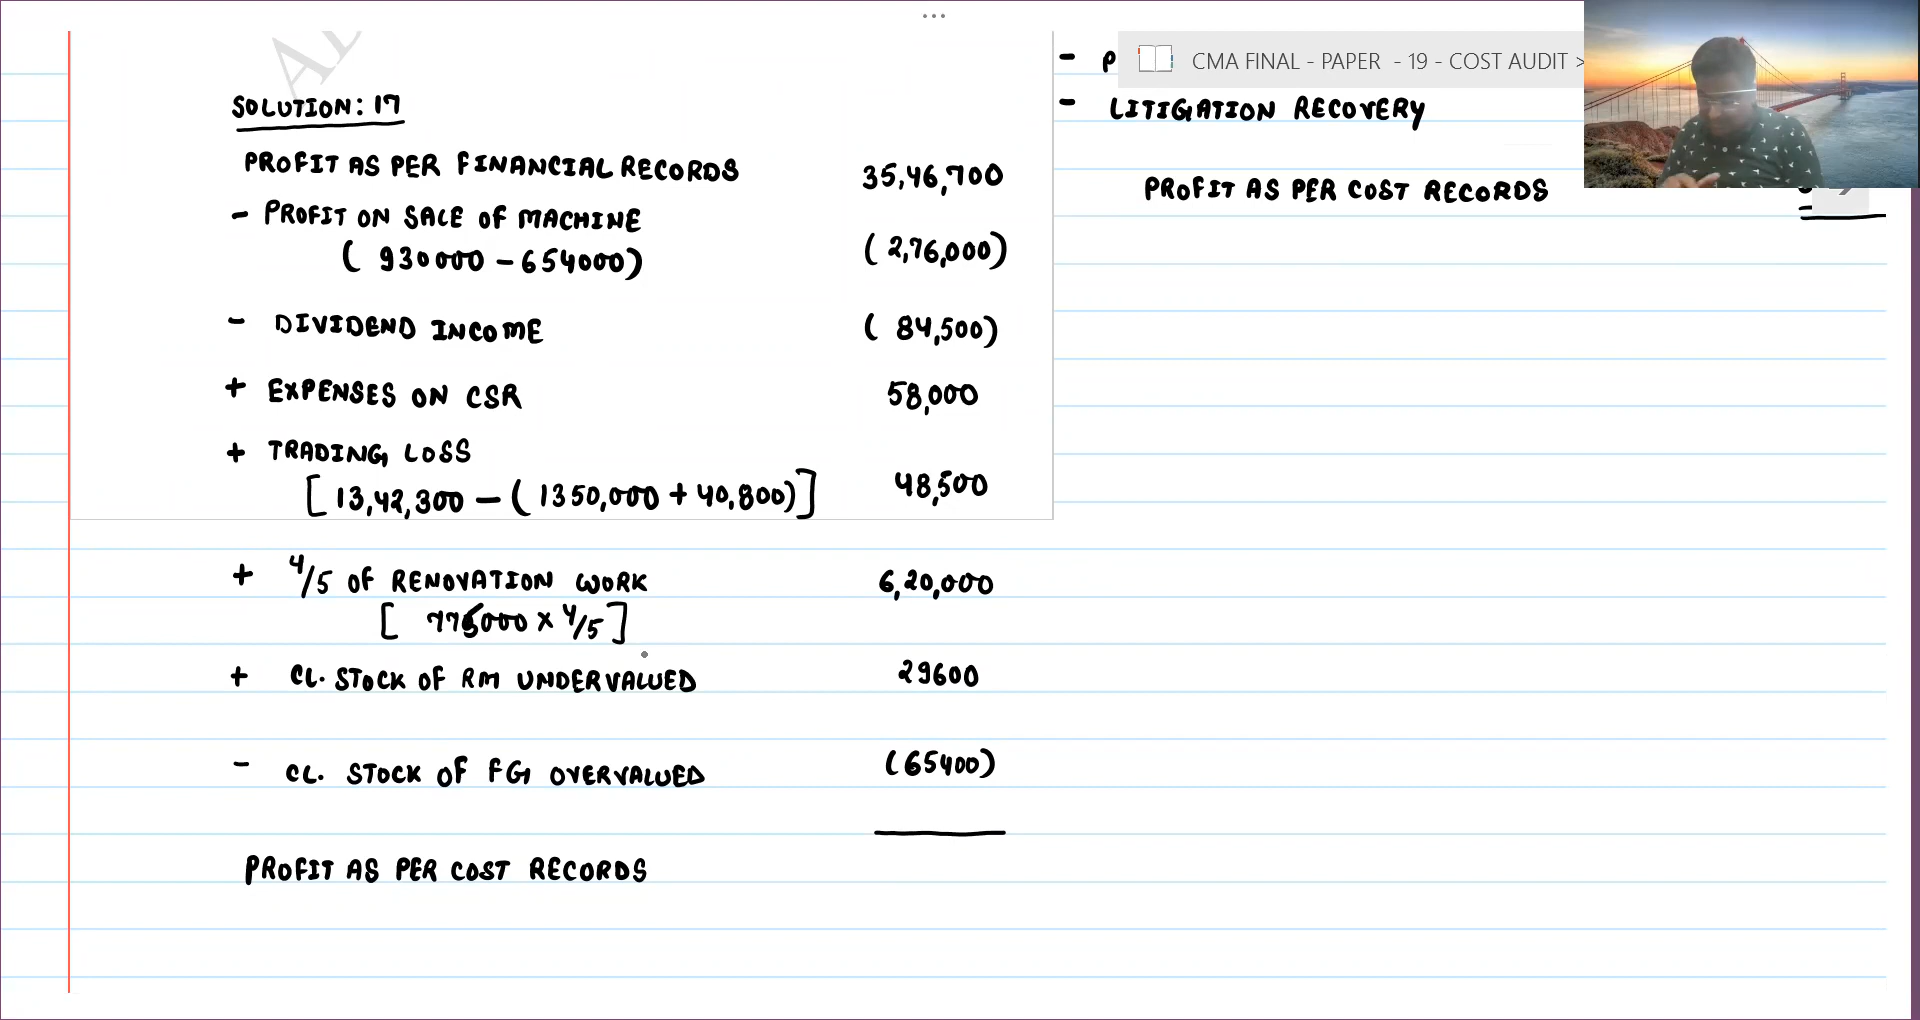 SOLUTION: 17
PROFIT AS PER FINANCIAL RECORDS 35,46,700
- PROFIT ON SALE OF MACHINE
( 930000 - 654000) ( 2,76,000)
- DIVIDEND INCOME ( 84,500)
+ EXPENSES ON CSR 58,000
+ TRADING LOSS
[ 13,42,300 - ( 1350,000 + 40,800) ] 48,500
+ 4/5 OF RENOVATION WORK 6,20,000
[ 775000 x 4/5 ]
+ CL. STOCK OF RM UNDERVALUED 29600
- CL. STOCK OF FG OVERVALUED (65400)
PROFIT AS PER COST RECORDS
- P
CMA FINAL - PAPER - 19 - COST AUDIT >
- LITIGATION RECOVERY
PROFIT AS PER COST RECORDS